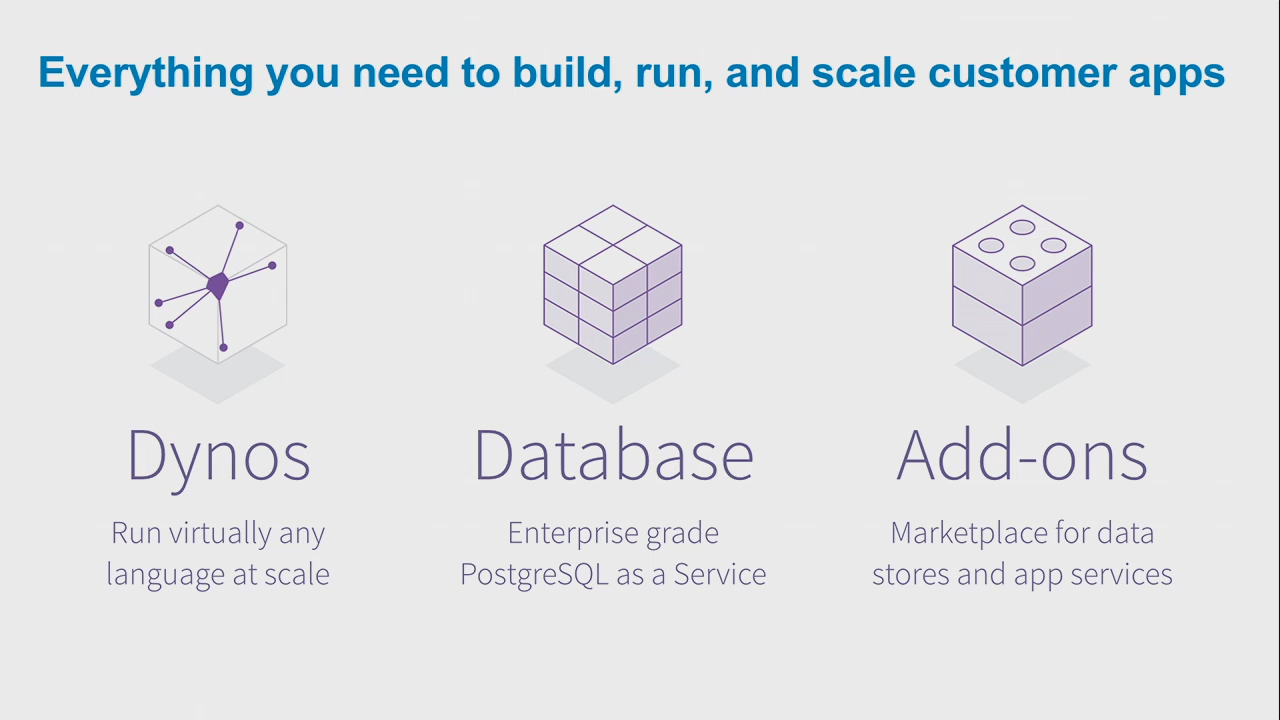 Everything you need to build, run, and scale customer apps
Dynos
Run virtually any
language at scale
Database
Enterprise grade
PostgreSQL as a Service
Add-ons
Marketplace for data
stores and app services